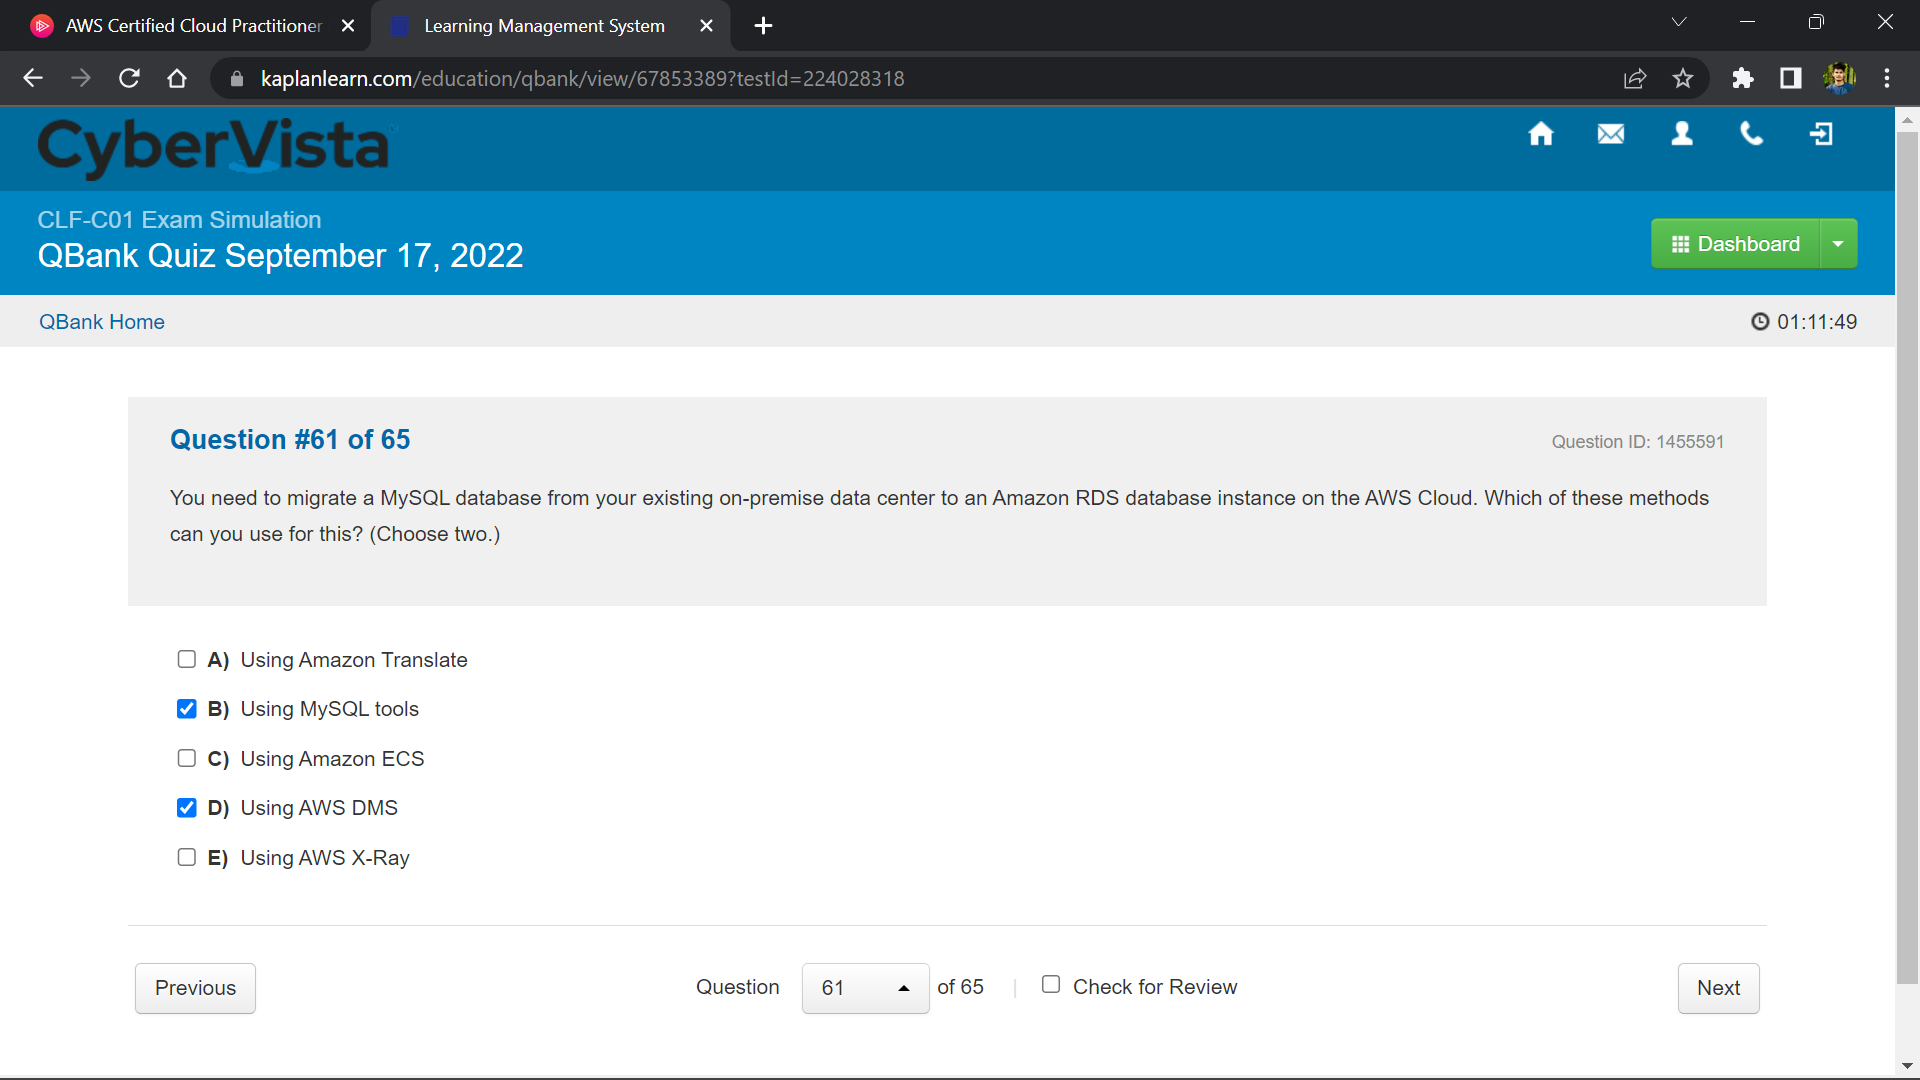 AWS Certified Cloud Practitioner
Learning Management System
kaplanlearn.com/education/qbank/view/67853389?testId=224028318
CyberVista
CLF-C01 Exam Simulation
QBank Quiz September 17, 2022
Dashboard
QBank Home
01:11:49
Question #61 of 65
Question ID: 1455591
You need to migrate a MySQL database from your existing on-premise data center to an Amazon RDS database instance on the AWS Cloud. Which of these methods
can you use for this? (Choose two.)
A) Using Amazon Translate
B) Using MySQL tools
C) Using Amazon ECS
D) Using AWS DMS
E) Using AWS X-Ray
Previous
Question 61 of 65 | Check for Review
Next